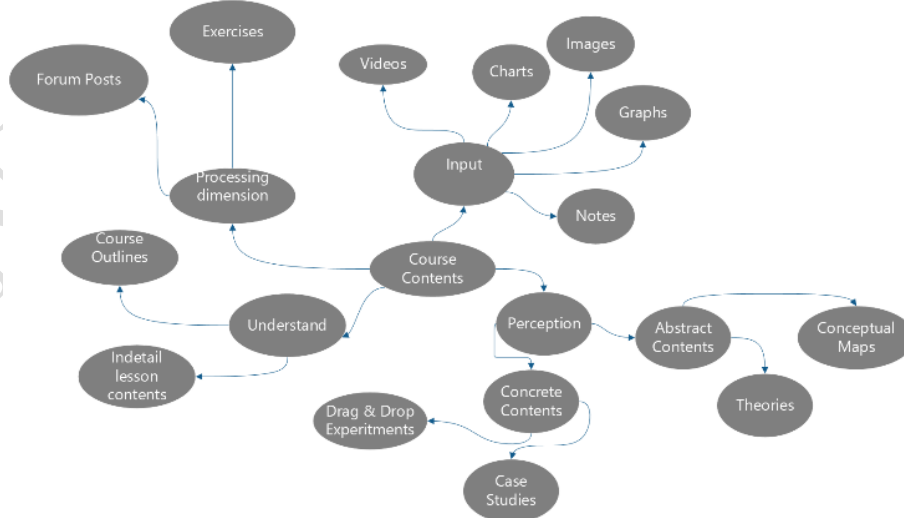 Exercises
Forum Posts
Videos
Charts
Images
Graphs
Input
Processing
dimension
Notes
Course
Outlines
Course
Contents
Understand
Perception
Abstract
Contents
Conceptual
Maps
Indetail
lesson
contents
Concrete
Contents
Theories
Drag & Drop
Experitments
Case
Studies